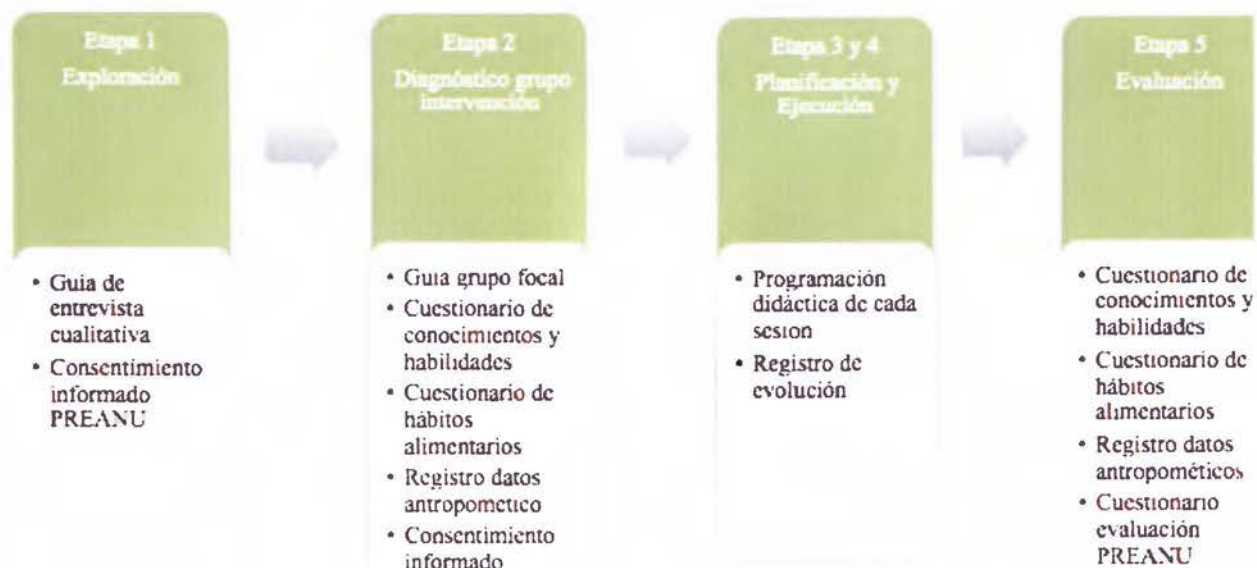 Etapa 1
Exploración
• Guia de
entrevista
cualitativa
• Consentimiento
informado
PREANU
Etapa 2
Diagnóstico grupo
intervención
• Guia grupo focal
• Cuestionario de
conocimientos y
habilidades
• Cuestionario de
hábitos
alimentarios
• Registro datos
antropometico
• Consentimiento
informado
Etapa 3 y 4
Planificación y
Ejecución
• Programación
didáctica de cada
sesion
• Registro de
evolución
Etapa 5
Evaluación
• Cuestionario de
conocimientos y
habilidades
• Cuestionario de
hábitos
alimentarios
• Registro datos
antropométicos
• Cuestionario
evaluación
PREANU